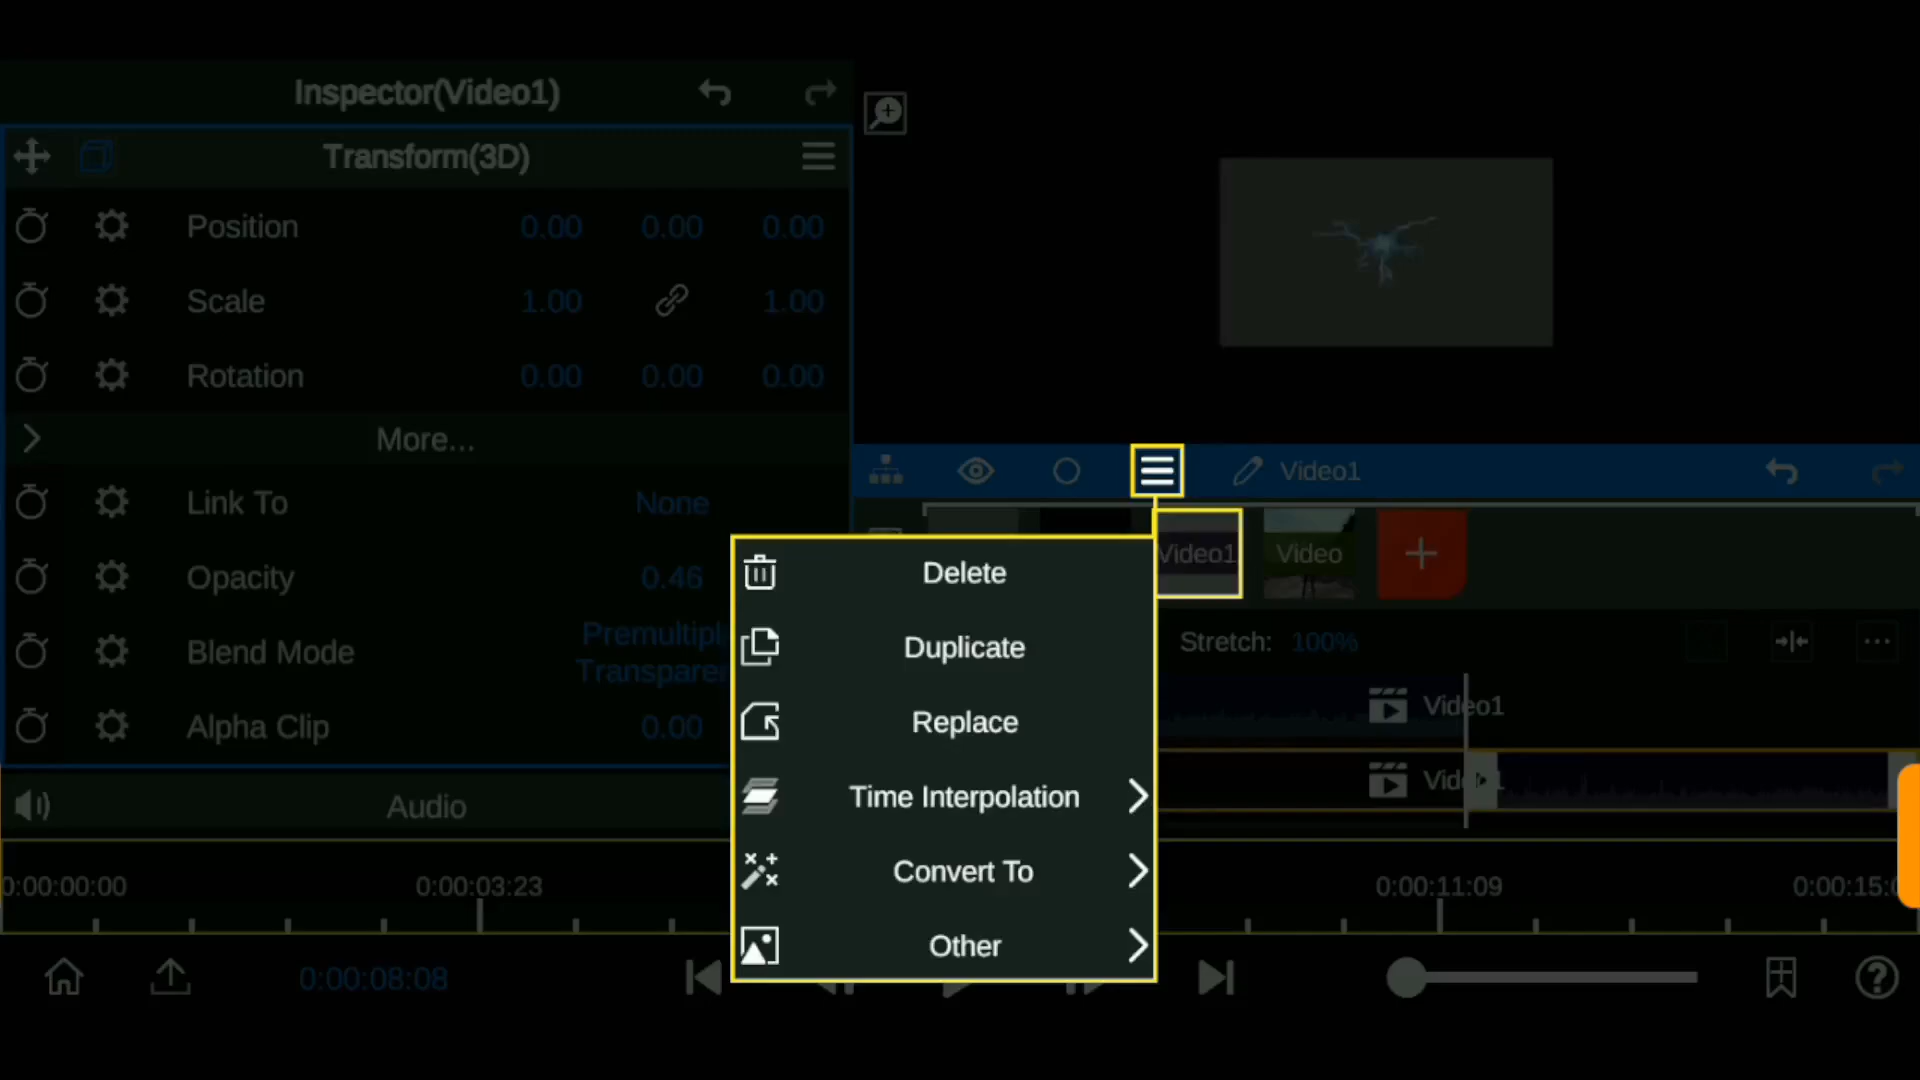 Inspector(Video1)
Transform(3D)
Position 0.00 0.00 0.00
Scale 1.00 1.00
Rotation 0.00 0.00 0.00
More...
Link To None
Opacity 0.46
Blend Mode
Alpha Clip 0.00
Audio
Video1
Video1 Video
Delete
Duplicate
Replace
Time Interpolation
Convert To
Other
Stretch: 100%
Video1
0:00:00:00 0:00:03:23 0:00:11:09
0:00:08:08